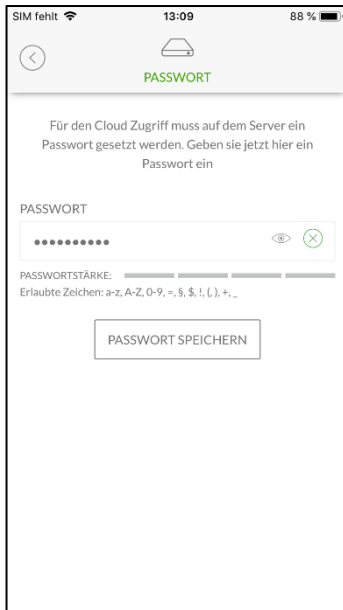 SIM fehlt 13:09 88 %
PASSWORT
Für den Cloud Zugriff muss auf dem Server ein
Passwort gesetzt werden. Geben sie jetzt hier ein
Passwort ein
PASSWORT
●●●●●●●●●●
PASSWORTSTÄRKE:
Erlaubte Zeichen: a-z, A-Z, 0-9, =, §, $, !, (, ), +, _
PASSWORT SPEICHERN